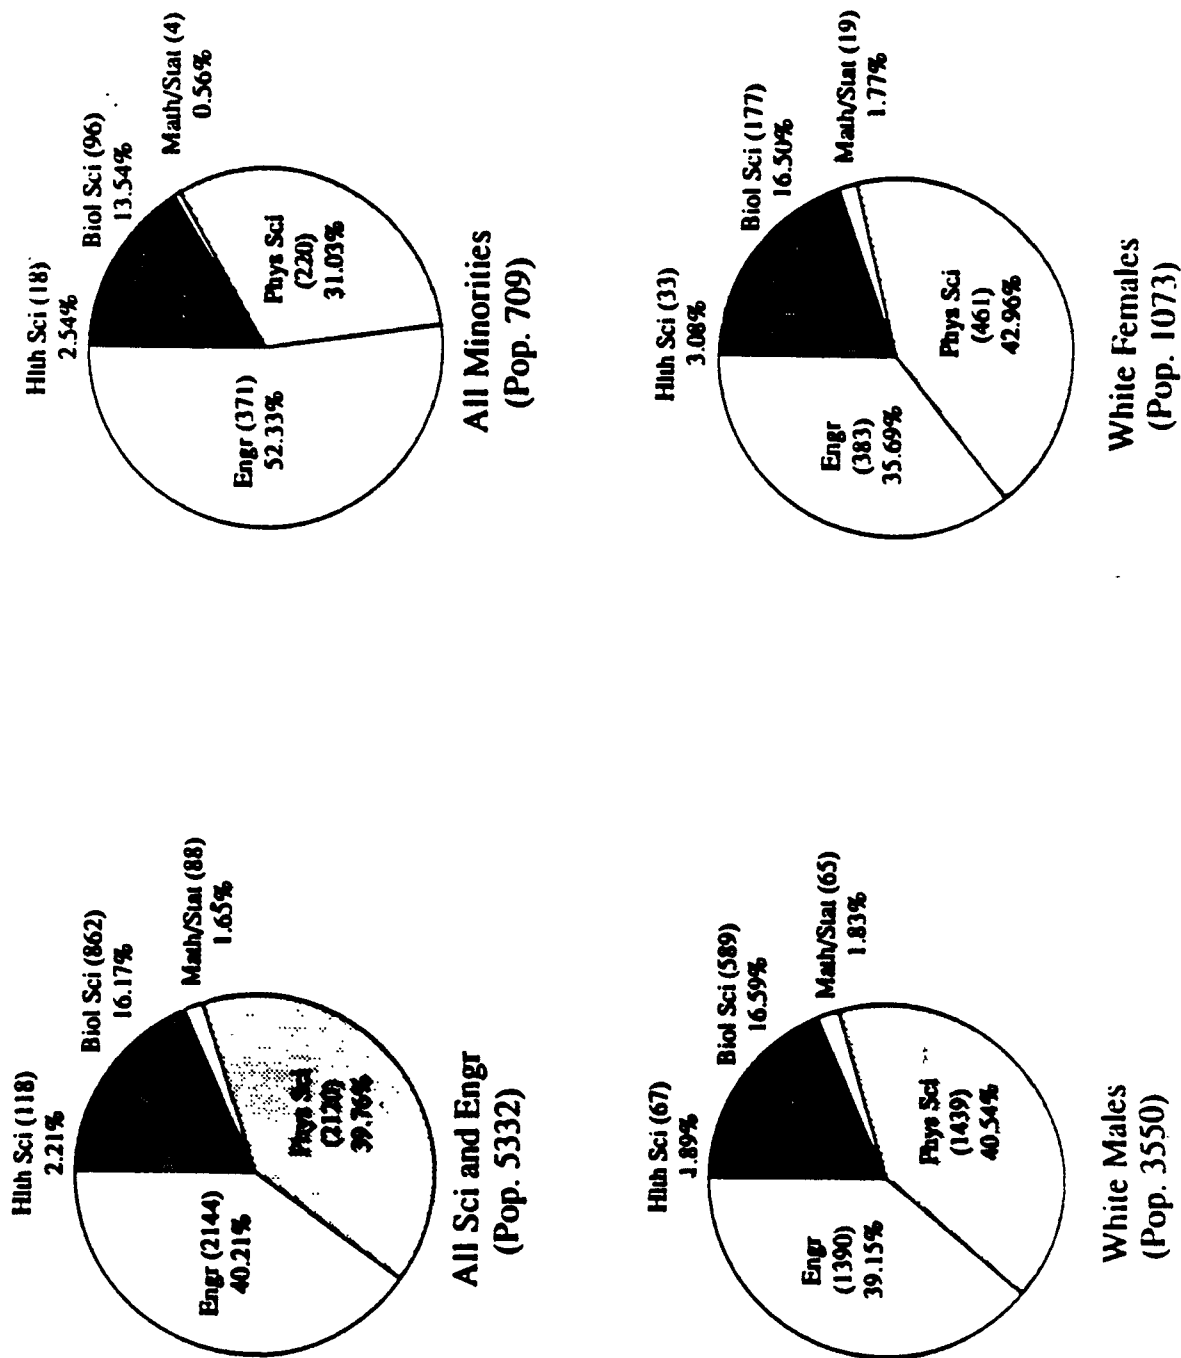 Hlth Sci (118)
2.21%
Biol Sci (862)
16.17%
Math/Stat (88)
1.65%
Engr (2144)
40.21%
Phys Sci
(2120)
39.76%
All Sci and Engr
(Pop. 5332)
Hlth Sci (18)
2.54%
Biol Sci (96)
13.54%
Math/Stat (4)
0.56%
Engr (371)
52.33%
Phys Sci
(220)
31.03%
All Minorities
(Pop. 709)
Hlth Sci (67)
1.89%
Biol Sci (589)
16.59%
Math/Stat (65)
1.83%
Engr
(1390)
39.15%
Phys Sci
(1439)
40.54%
White Males
(Pop. 3550)
Hlth Sci (33)
3.08%
Biol Sci (177)
16.50%
Math/Stat (19)
1.77%
Engr
(383)
35.69%
Phys Sci
(461)
42.96%
White Females
(Pop. 1073)